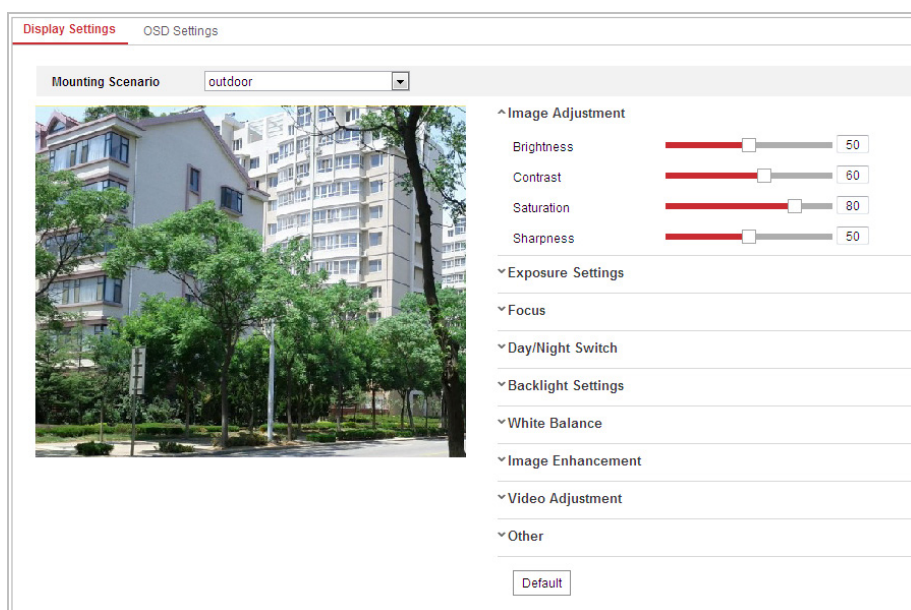 Display Settings
OSD Settings
Mounting Scenario
outdoor
Image Adjustment
Brightness
50
Contrast
60
Saturation
80
Sharpness
50
Exposure Settings
Focus
Day/Night Switch
Backlight Settings
White Balance
Image Enhancement
Video Adjustment
Other
Default